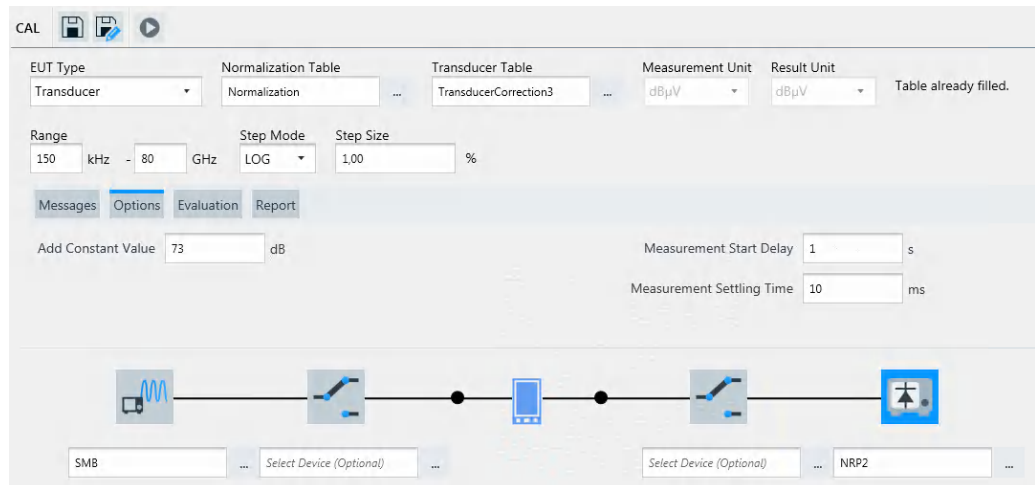 CAL
EUT Type Normalization Table Transducer Table Measurement Unit Result Unit
Transducer Normalization ... TransducerCorrection3 ... dBµV dBµV Table already filled.
Range Step Mode Step Size
150 kHz - 80 GHz LOG 1,00 %
Messages Options Evaluation Report
Add Constant Value 73 dB Measurement Start Delay 1 s
Measurement Settling Time 10 ms
SMB ... Select Device (Optional) ... Select Device (Optional) ... NRP2 ...